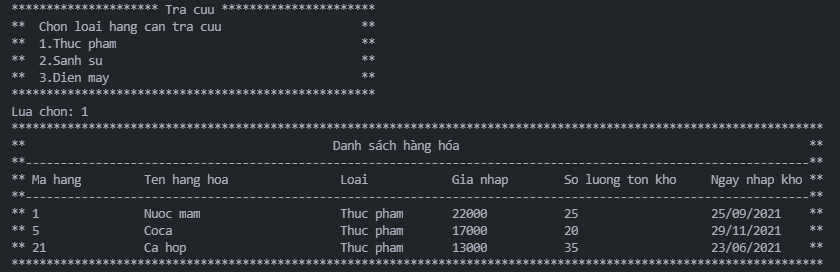 ********************* Tra cuu **********************
**  Chon loai hang can tra cuu                    **
**  1.Thuc pham                                   **
**  2.Sanh su                                     **
**  3.Dien may                                    **
****************************************************
Lua chon: 1
********************************************************************************************************************
**                                            Danh sách hàng hóa                                                  **
**----------------------------------------------------------------------------------------------------------------**
** Ma hang         Ten hang hoa                Loai            Gia nhap        So luong ton kho     Ngay nhap kho **
**----------------------------------------------------------------------------------------------------------------**
** 1               Nuoc mam                    Thuc pham       22000           25                   25/09/2021    **
** 5               Coca                        Thuc pham       17000           20                   29/11/2021    **
** 21              Ca hop                      Thuc pham       13000           35                   23/06/2021    **
********************************************************************************************************************